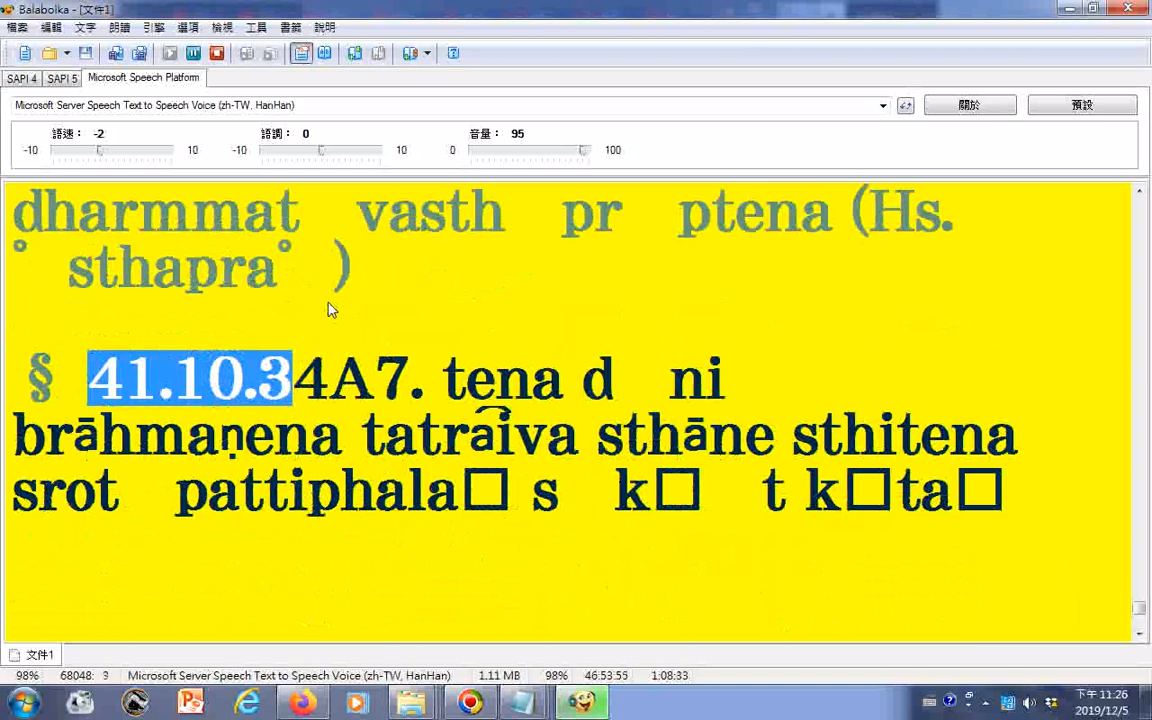 Balabolka - [文件1]
檔案 編輯 文字 朗讀 引擎 選項 檢視 工具 書籤 說明
SAPI 4 SAPI 5 Microsoft Speech Platform
Microsoft Server Speech Text to Speech Voice (zh-TW, HanHan) 關於 預設
語速： -2 語調： 0 音量： 95
-10 10 -10 10 0 100
dharmmat vasth pr ptena (Hs.
° sthapra° )
§ 41.10.34A7. tena d ni
brāhmaṇena tatraiva sthāne sthitena
srot pattiphala□ s k□ t k□ta□
文件1
98% 68048: 3 Microsoft Server Speech Text to Speech Voice (zh-TW, HanHan) 1.11 MB 98% 46:53:55 1:08:33
下午 11:26
2019/12/5